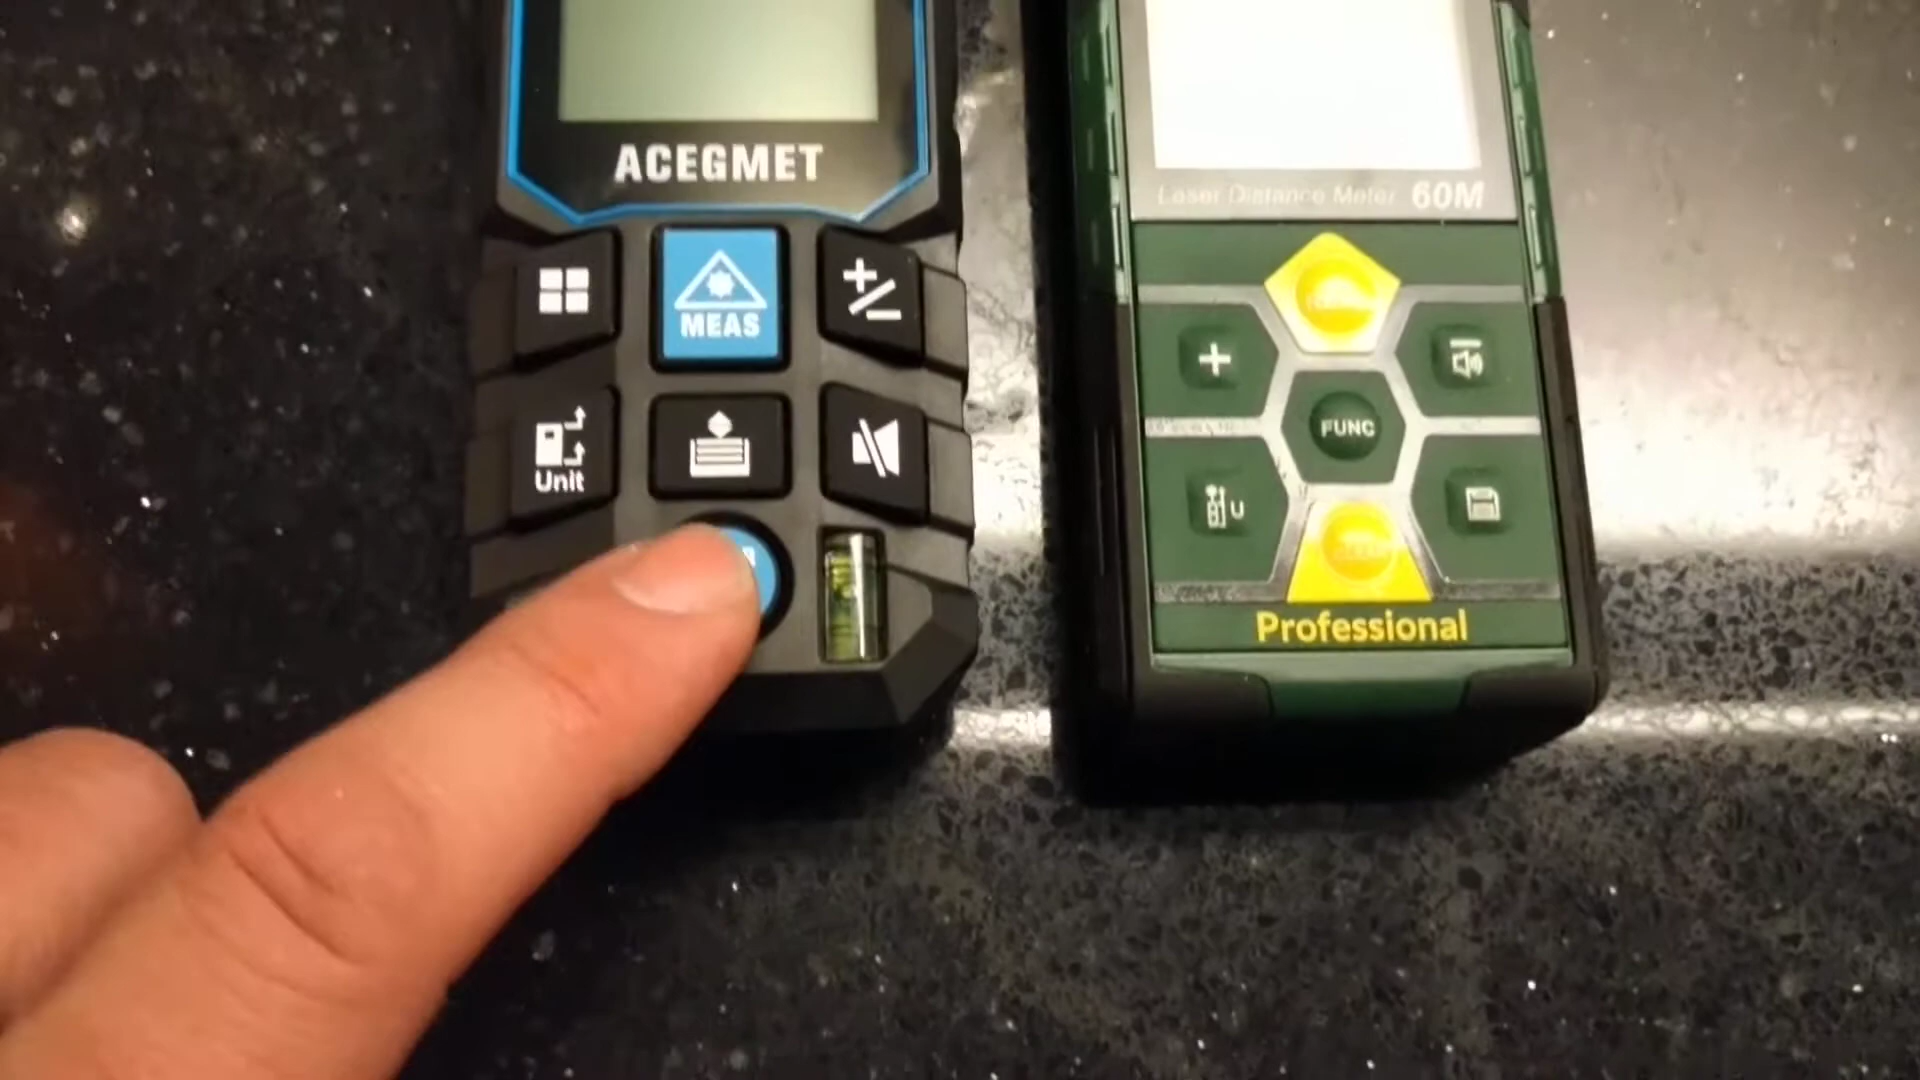 ACEGMET
MEAS
Unit
Laser Distance Meter 60M
FUNC
U
Professional